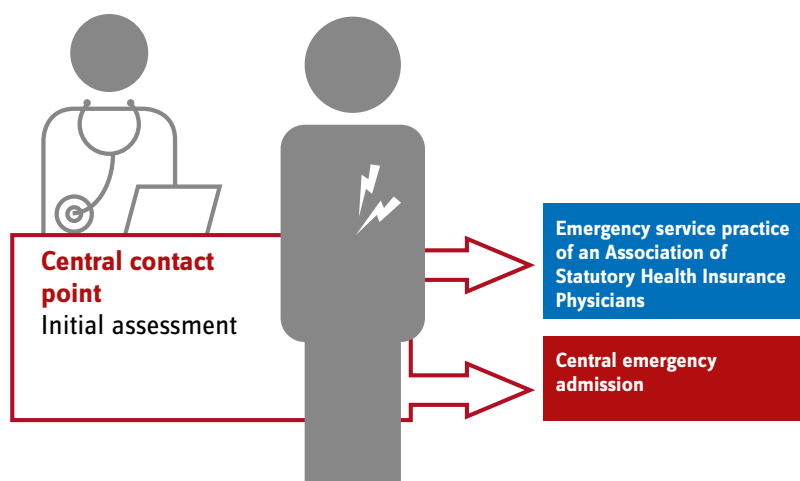 Central contact
point
Initial assessment
Emergency service practice
of an Association of
Statutory Health Insurance
Physicians
Central emergency
admission